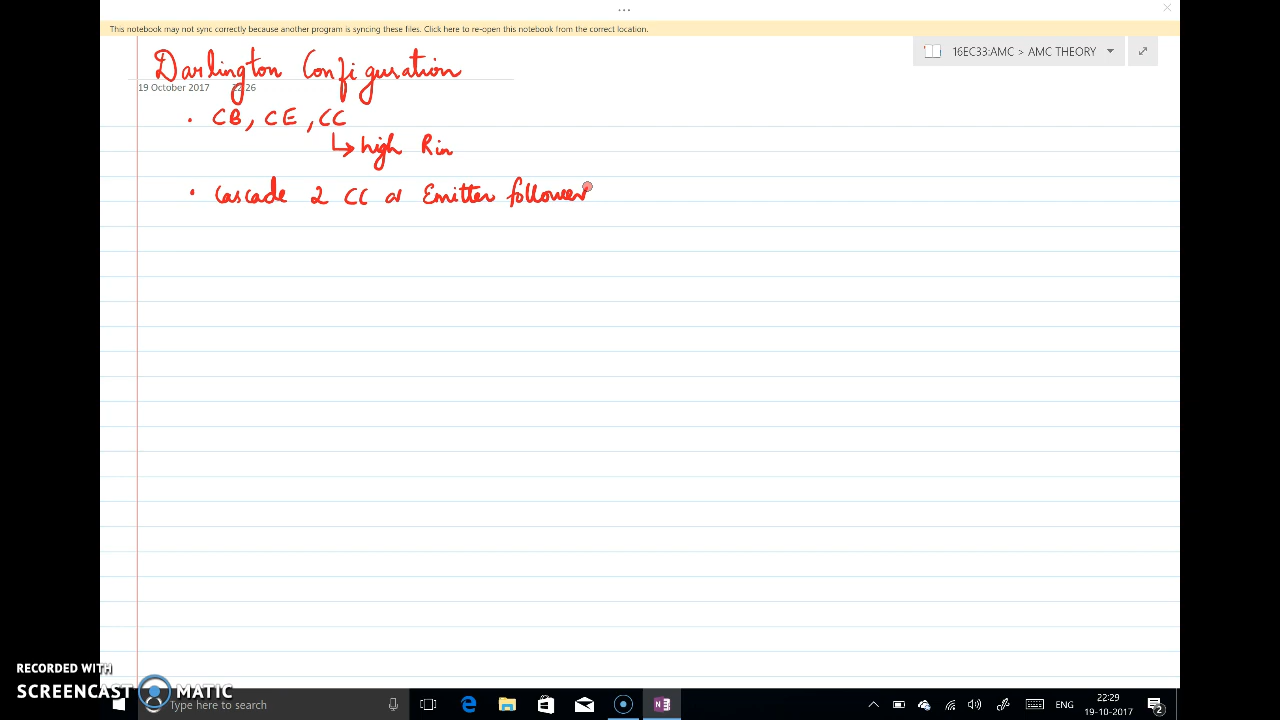 This notebook may not sync correctly because another program is syncing these files. Click here to re-open this notebook from the correct location.
16EC33:AMC > AMC THEORY
Darlington Configuration
19 October 2017 22:26
. CB, CE, CC
↳ high Rin
. Cascade 2 CC or Emitter follower
RECORDED WITH
SCREENCAST MATIC
Type here to search
ENG
22:29
19-10-2017
2